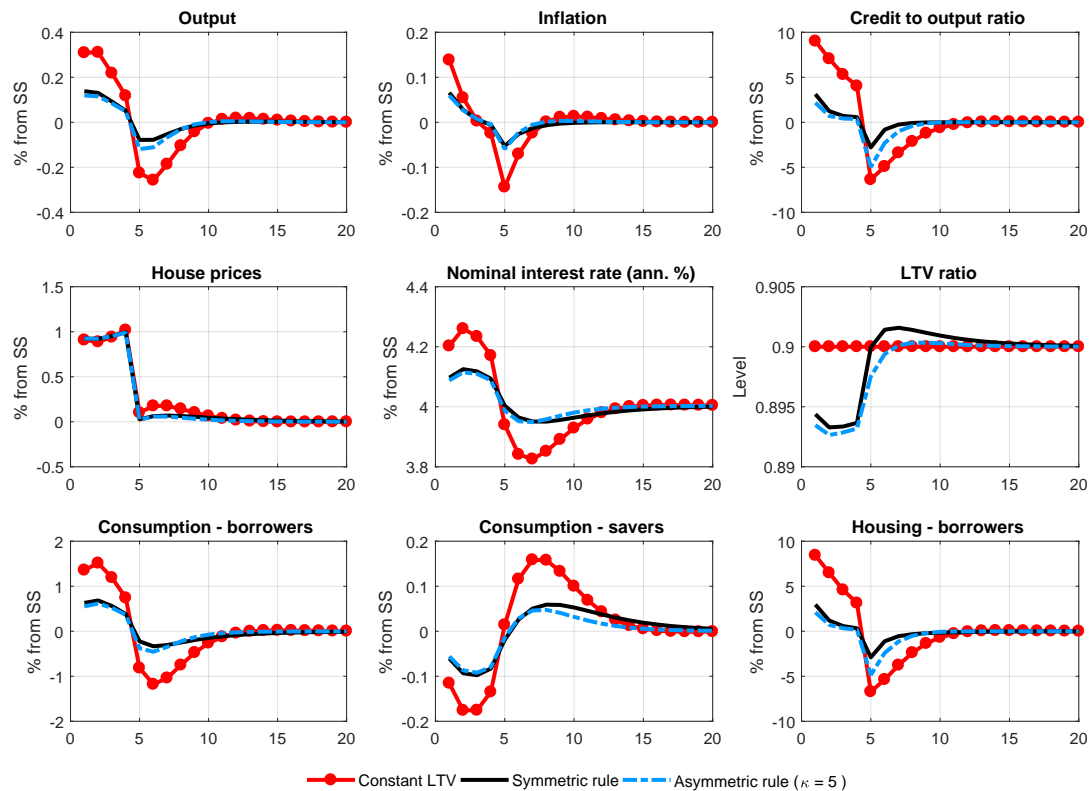 Output
Inflation
Credit to output ratio
% from SS
0.4
0.2
0
-0.2
-0.4
0 5 10 15 20
% from SS
0.2
0.1
0
-0.1
-0.2
0 5 10 15 20
% from SS
10
5
0
-5
-10
0 5 10 15 20
House prices
Nominal interest rate (ann. %)
LTV ratio
% from SS
1.5
1
0.5
0
-0.5
0 5 10 15 20
% from SS
4.4
4.2
4
3.8
0 5 10 15 20
Level
0.905
0.9
0.895
0.89
0 5 10 15 20
Consumption - borrowers
Consumption - savers
Housing - borrowers
% from SS
2
1
0
-1
-2
0 5 10 15 20
% from SS
0.2
0.1
0
-0.1
-0.2
0 5 10 15 20
% from SS
10
5
0
-5
-10
0 5 10 15 20
Constant LTV Symmetric rule Asymmetric rule ( κ = 5 )